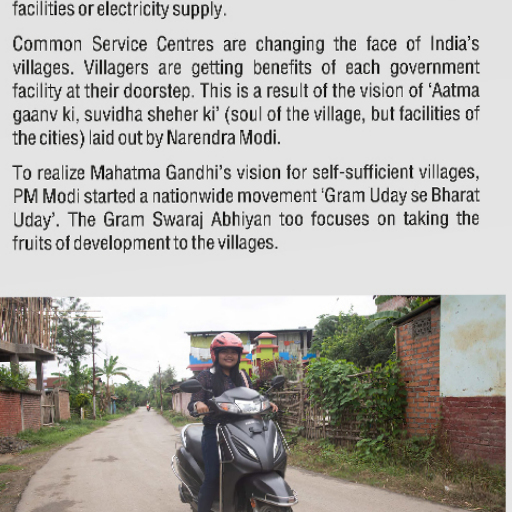 facilities or electricity supply.
Common Service Centres are changing the face of India's
villages. Villagers are getting benefits of each government
facility at their doorstep. This is a result of the vision of 'Aatma
gaanv ki, suvidha sheher ki' (soul of the village, but facilities of
the cities) laid out by Narendra Modi.
To realize Mahatma Gandhi's vision for self-sufficient villages,
PM Modi started a nationwide movement 'Gram Uday se Bharat
Uday'. The Gram Swaraj Abhiyan too focuses on taking the
fruits of development to the villages.